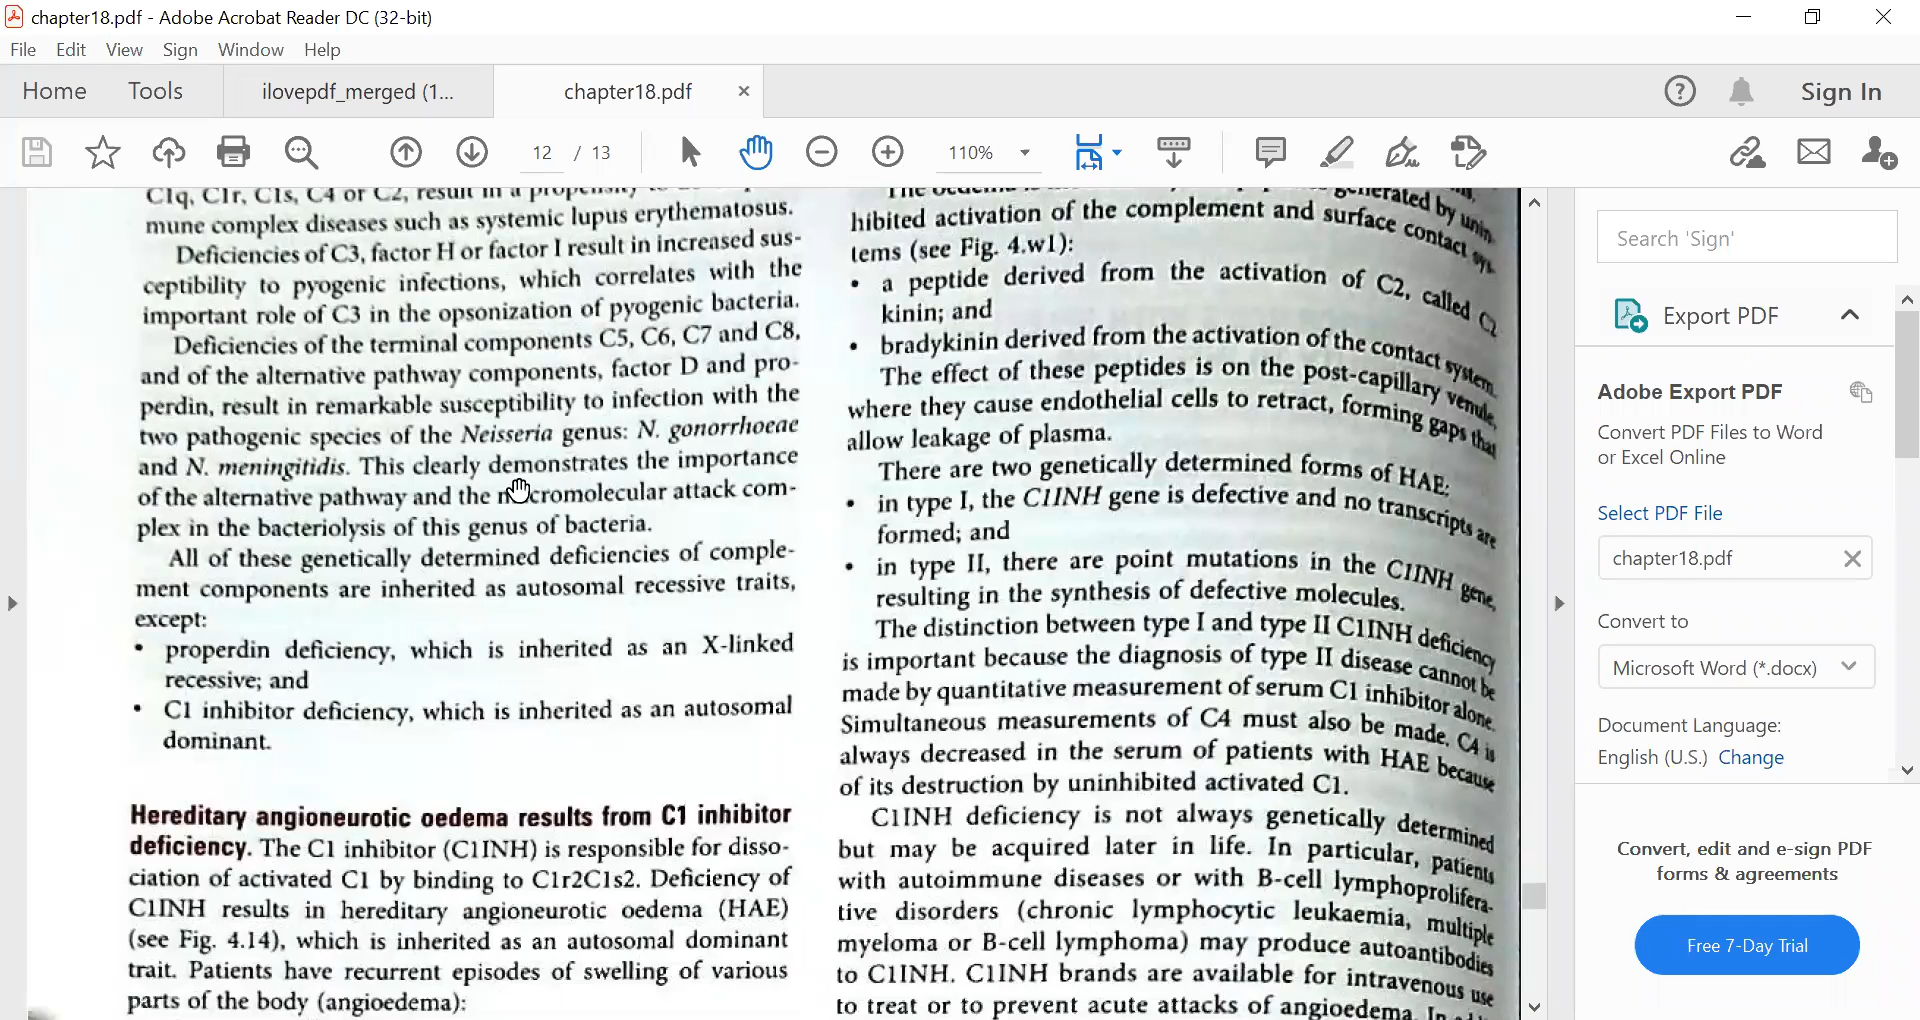 chapter18.pdf - Adobe Acrobat Reader DC (32-bit)
File Edit View Sign Window Help
Home Tools ilovepdf_merged (1... chapter18.pdf Sign In
12 / 13 110%
C1q, C1r, C1s, C4 or C2, result in a
mune complex diseases such as systemic lupus erythematosus.
Deficiencies of C3, factor H or factor I result in increased sus-
ceptibility to pyogenic infections, which correlates with the
important role of C3 in the opsonization of pyogenic bacteria.
Deficiencies of the terminal components C5, C6, C7 and C8,
and of the alternative pathway components, factor D and pro-
perdin, result in remarkable susceptibility to infection with the
two pathogenic species of the Neisseria genus: N. gonorrhoeae
and N. meningitidis. This clearly demonstrates the importance
of the alternative pathway and the macromolecular attack com-
plex in the bacteriolysis of this genus of bacteria.
All of these genetically determined deficiencies of comple-
ment components are inherited as autosomal recessive traits,
except:
• properdin deficiency, which is inherited as an X-linked
recessive; and
• C1 inhibitor deficiency, which is inherited as an autosomal
dominant.
Hereditary angioneurotic oedema results from C1 inhibitor
deficiency. The C1 inhibitor (C1INH) is responsible for disso-
ciation of activated C1 by binding to C1r2C1s2. Deficiency of
C1INH results in hereditary angioneurotic oedema (HAE)
(see Fig. 4.14), which is inherited as an autosomal dominant
trait. Patients have recurrent episodes of swelling of various
parts of the body (angioedema):
generated by unin-
hibited activation of the complement and surface contact sys-
tems (see Fig. 4.w1):
• a peptide derived from the activation of C2, called C2
kinin; and
• bradykinin derived from the activation of the contact system.
The effect of these peptides is on the post-capillary venule,
where they cause endothelial cells to retract, forming gaps that
allow leakage of plasma.
There are two genetically determined forms of HAE:
• in type I, the C1INH gene is defective and no transcripts are
formed; and
• in type II, there are point mutations in the C1INH gene,
resulting in the synthesis of defective molecules.
The distinction between type I and type II C1INH deficiency
is important because the diagnosis of type II disease cannot be
made by quantitative measurement of serum C1 inhibitor alone.
Simultaneous measurements of C4 must also be made. C4 is
always decreased in the serum of patients with HAE because
of its destruction by uninhibited activated C1.
C1INH deficiency is not always genetically determined
but may be acquired later in life. In particular, patients
with autoimmune diseases or with B-cell lymphoprolifera-
tive disorders (chronic lymphocytic leukaemia, multiple
myeloma or B-cell lymphoma) may produce autoantibodies
to C1INH. C1INH brands are available for intravenous use
to treat or to prevent acute attacks of angioedema. In
Search 'Sign'
Export PDF
Adobe Export PDF
Convert PDF Files to Word
or Excel Online
Select PDF File
chapter18.pdf
Convert to
Microsoft Word (*.docx)
Document Language:
English (U.S.) Change
Convert, edit and e-sign PDF
forms & agreements
Free 7-Day Trial